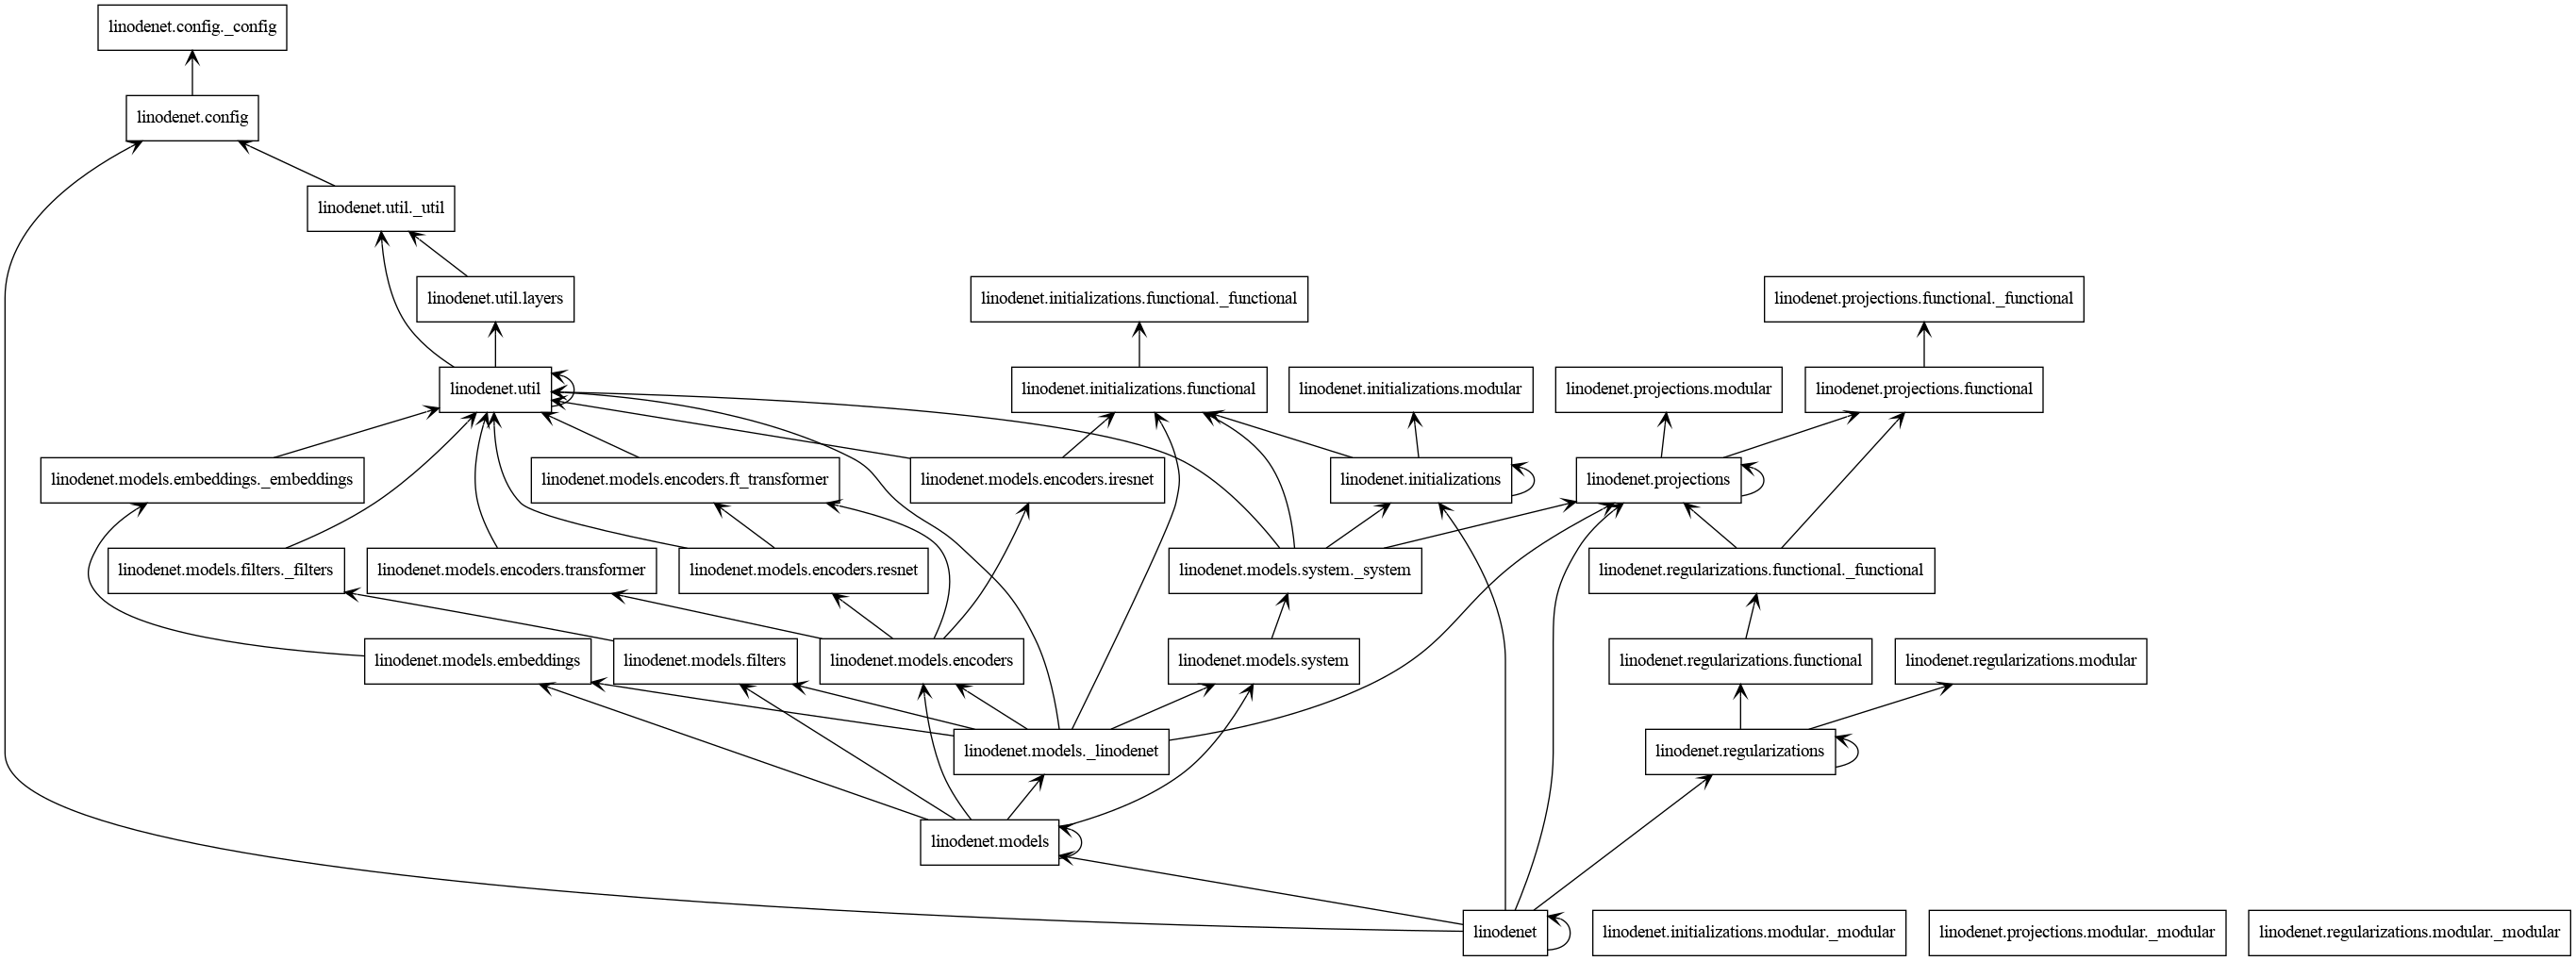 linodenet.config._config
linodenet.config
linodenet.util._util
linodenet.util.layers
linodenet.initializations.functional._functional
linodenet.projections.functional._functional
linodenet.util
linodenet.initializations.functional
linodenet.initializations.modular
linodenet.projections.modular
linodenet.projections.functional
linodenet.models.embeddings._embeddings
linodenet.models.encoders.ft_transformer
linodenet.models.encoders.iresnet
linodenet.initializations
linodenet.projections
linodenet.models.filters._filters
linodenet.models.encoders.transformer
linodenet.models.encoders.resnet
linodenet.models.system._system
linodenet.regularizations.functional._functional
linodenet.models.embeddings
linodenet.models.filters
linodenet.models.encoders
linodenet.models.system
linodenet.regularizations.functional
linodenet.regularizations.modular
linodenet.models._linodenet
linodenet.regularizations
linodenet.models
linodenet
linodenet.initializations.modular._modular
linodenet.projections.modular._modular
linodenet.regularizations.modular._modular